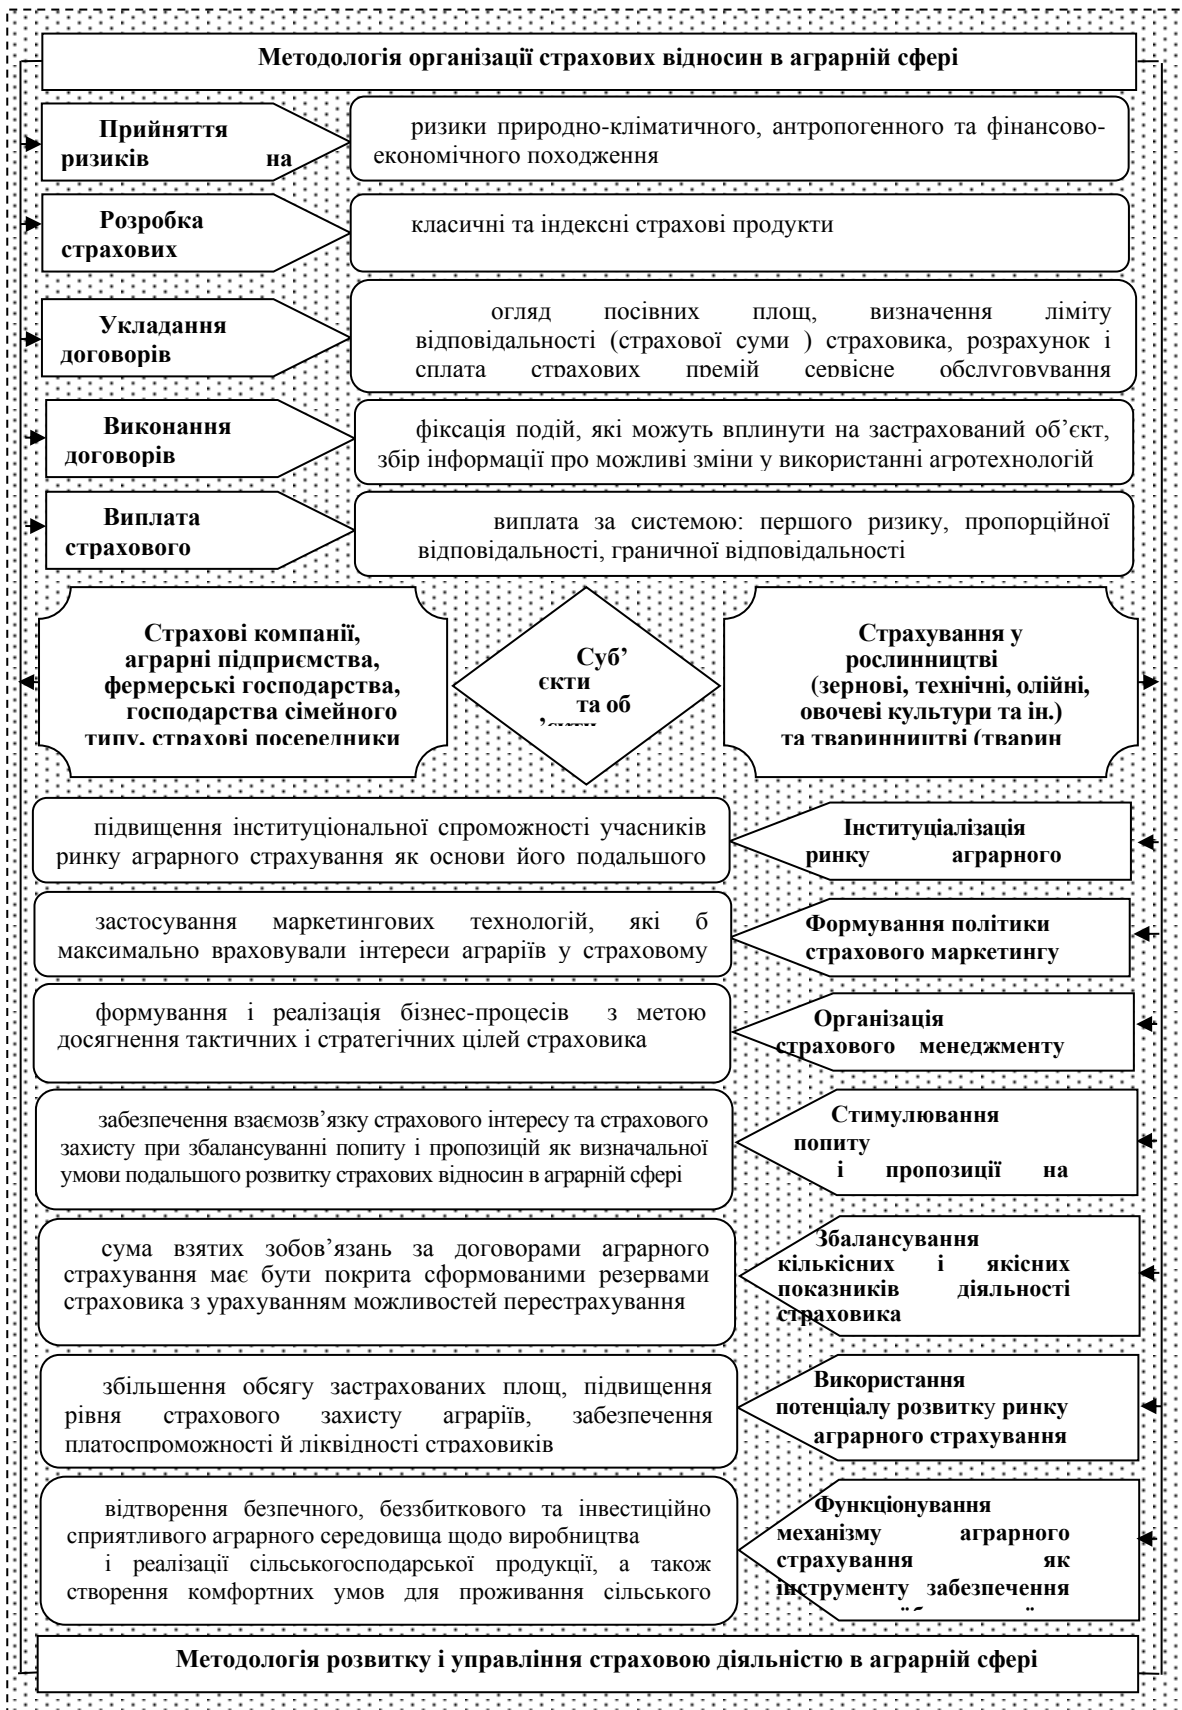 Методологія організації страхових відносин в аграрній сфері
Прийняття
ризиків на
ризики природно-кліматичного, антропогенного та фінансово-
економічного походження
Розробка
страхових
класичні та індексні страхові продукти
Укладання
договорів
огляд посівних площ, визначення ліміту
відповідальності (страхової суми ) страховика, розрахунок і
сплата страхових премій сервісне обслуговування
Виконання
договорів
фіксація подій, які можуть вплинути на застрахований об’єкт,
збір інформації про можливі зміни у використанні агротехнологій
Виплата
страхового
виплата за системою: першого ризику, пропорційної
відповідальності, граничної відповідальності
Страхові компанії,
аграрні підприємства,
фермерські господарства,
господарства сімейного
типу, страхові посередники
Суб’
єкти
та об
Страхування у
рослинництві
(зернові, технічні, олійні,
овочеві культури та ін.)
та тваринництві (тварин
підвищення інституціональної спроможності учасників
ринку аграрного страхування як основи його подальшого
Інституціалізація
ринку аграрного
застосування маркетингових технологій, які б
максимально враховували інтереси аграріїв у страховому
Формування політики
страхового маркетингу
формування і реалізація бізнес-процесів з метою
досягнення тактичних і стратегічних цілей страховика
Організація
страхового менеджменту
забезпечення взаємозв’язку страхового інтересу та страхового
захисту при збалансуванні попиту і пропозицій як визначальної
умови подальшого розвитку страхових відносин в аграрній сфері
Стимулювання
попиту
і пропозиції на
сума взятих зобов’язань за договорами аграрного
страхування має бути покрита сформованими резервами
страховика з урахуванням можливостей перестрахування
Збалансування
кількісних і якісних
показників діяльності
страховика
збільшення обсягу застрахованих площ, підвищення
рівня страхового захисту аграріїв, забезпечення
платоспроможності й ліквідності страховиків
Використання
потенціалу розвитку ринку
аграрного страхування
відтворення безпечного, беззбиткового та інвестиційно
сприятливого аграрного середовища щодо виробництва
і реалізації сільськогосподарської продукції, а також
створення комфортних умов для проживання сільського
Функціонування
механізму аграрного
страхування як
інструменту забезпечення
Методологія розвитку і управління страховою діяльністю в аграрній сфері